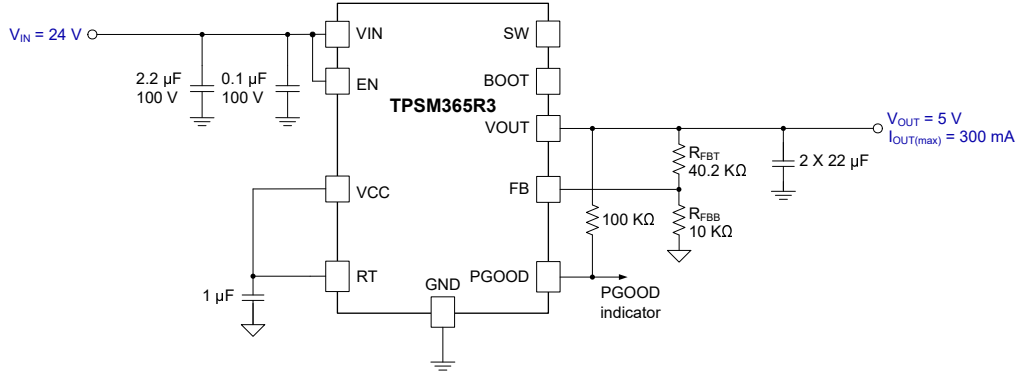 VIN = 24 V
2.2 µF
100 V
0.1 µF
100 V
VIN
EN
VCC
RT
1 µF
TPSM365R3
GND
SW
BOOT
VOUT
FB
PGOOD
100 KΩ
RFBT
40.2 KΩ
RFBB
10 KΩ
PGOOD
indicator
2 X 22 µF
VOUT = 5 V
IOUT(max) = 300 mA